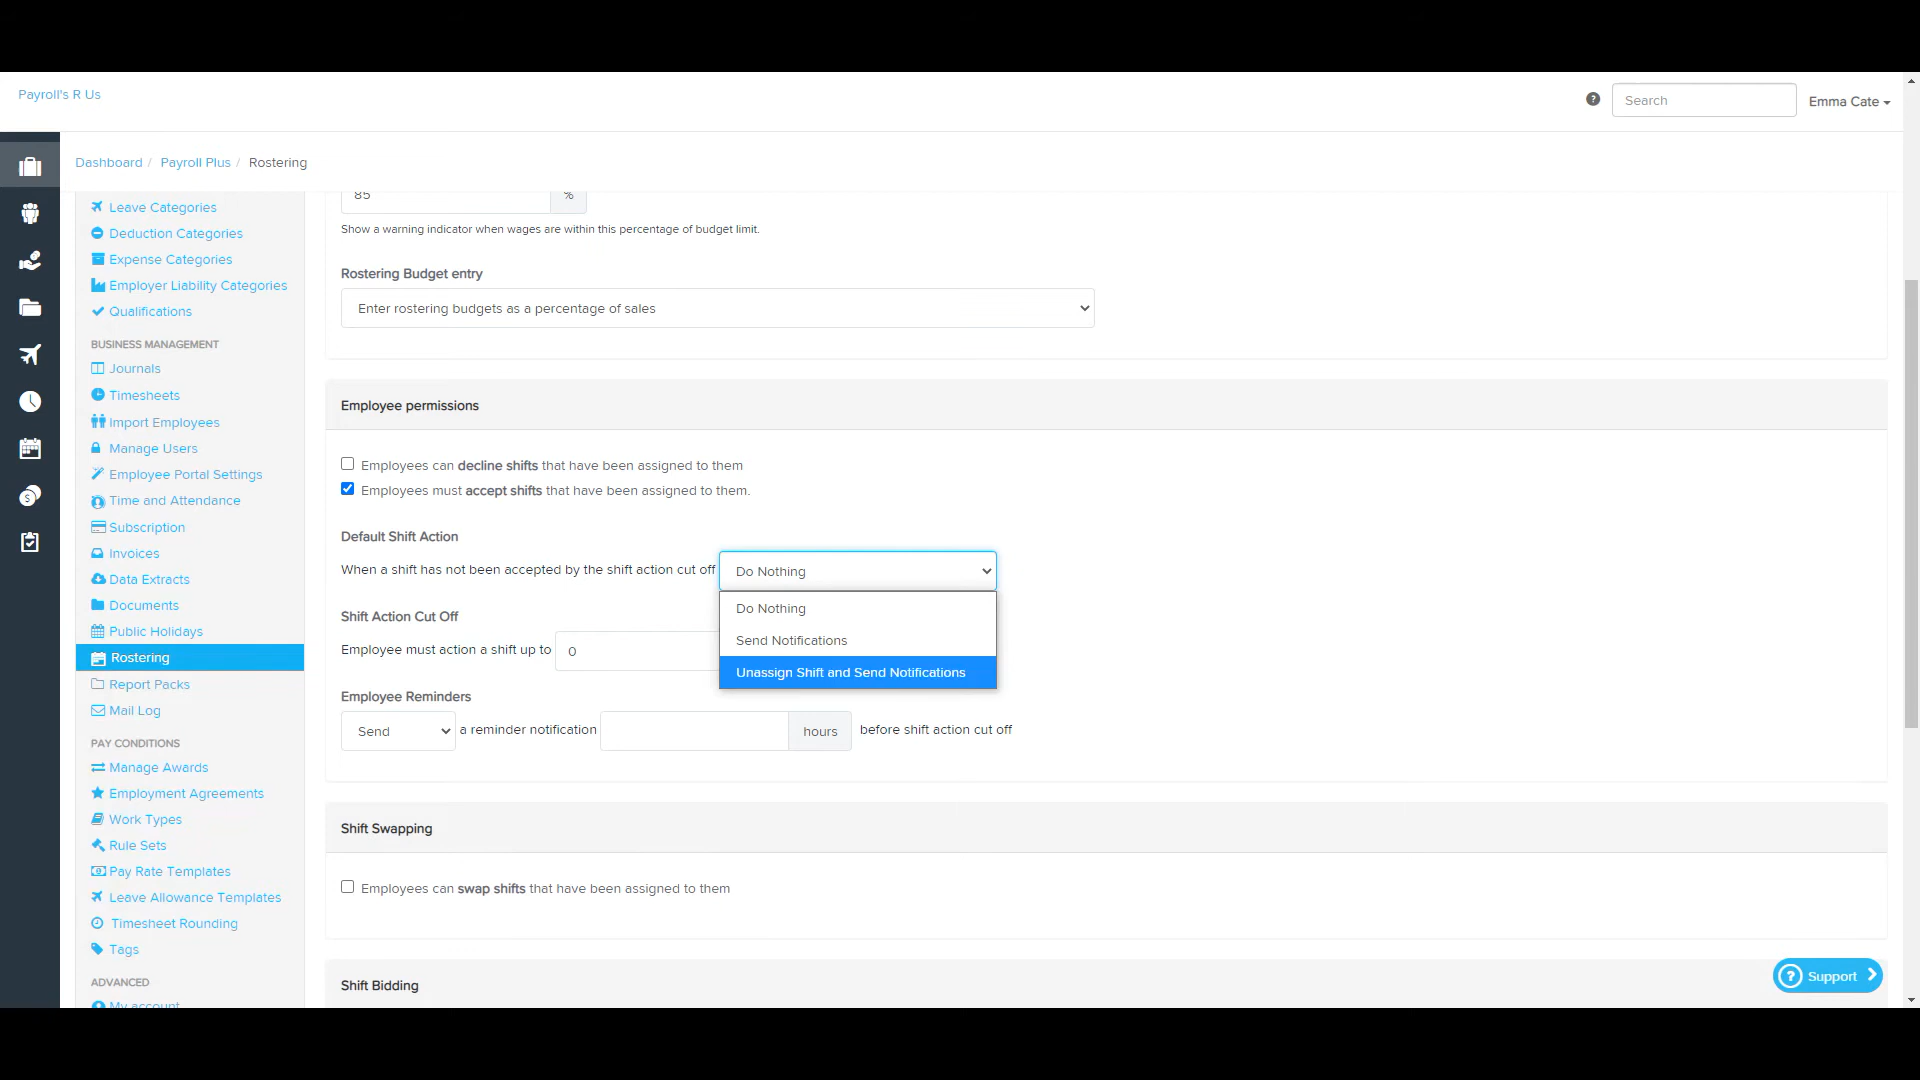 Payroll's R Us
Search
Emma Cate
Dashboard / Payroll Plus / Rostering
Leave Categories
Deduction Categories
Expense Categories
Employer Liability Categories
Qualifications
BUSINESS MANAGEMENT
Journals
Timesheets
Import Employees
Manage Users
Employee Portal Settings
Time and Attendance
Subscription
Invoices
Data Extracts
Documents
Public Holidays
Rostering
Report Packs
Mail Log
PAY CONDITIONS
Manage Awards
Employment Agreements
Work Types
Rule Sets
Pay Rate Templates
Leave Allowance Templates
Timesheet Rounding
Tags
ADVANCED
My account
85 %
Show a warning indicator when wages are within this percentage of budget limit.
Rostering Budget entry
Enter rostering budgets as a percentage of sales
Employee permissions
Employees can decline shifts that have been assigned to them
Employees must accept shifts that have been assigned to them.
Default Shift Action
When a shift has not been accepted by the shift action cut off Do Nothing
Do Nothing
Send Notifications
Unassign Shift and Send Notifications
Shift Action Cut Off
Employee must action a shift up to 0
Employee Reminders
Send a reminder notification hours before shift action cut off
Shift Swapping
Employees can swap shifts that have been assigned to them
Shift Bidding
? Support